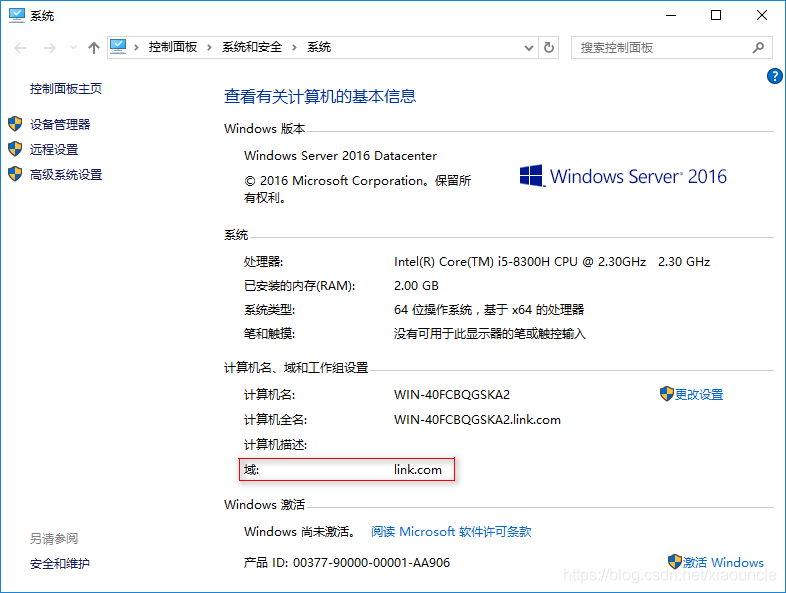 系统
控制面板 > 系统和安全 > 系统
搜索控制面板
?
控制面板主页
设备管理器
远程设置
高级系统设置
查看有关计算机的基本信息
Windows 版本
Windows Server 2016 Datacenter
© 2016 Microsoft Corporation。保留所
有权利。
Windows Server® 2016
系统
处理器: Intel(R) Core(TM) i5-8300H CPU @ 2.30GHz 2.30 GHz
已安装的内存(RAM): 2.00 GB
系统类型: 64 位操作系统，基于 x64 的处理器
笔和触摸: 没有可用于此显示器的笔或触控输入
计算机名、域和工作组设置
计算机名: WIN-40FCBQGSKA2
更改设置
计算机全名: WIN-40FCBQGSKA2.link.com
计算机描述:
域: link.com
Windows 激活
Windows 尚未激活。 阅读 Microsoft 软件许可条款
产品 ID: 00377-90000-00001-AA906
激活 Windows
另请参阅
安全和维护
https://blog.csdn.net/xiaouncle